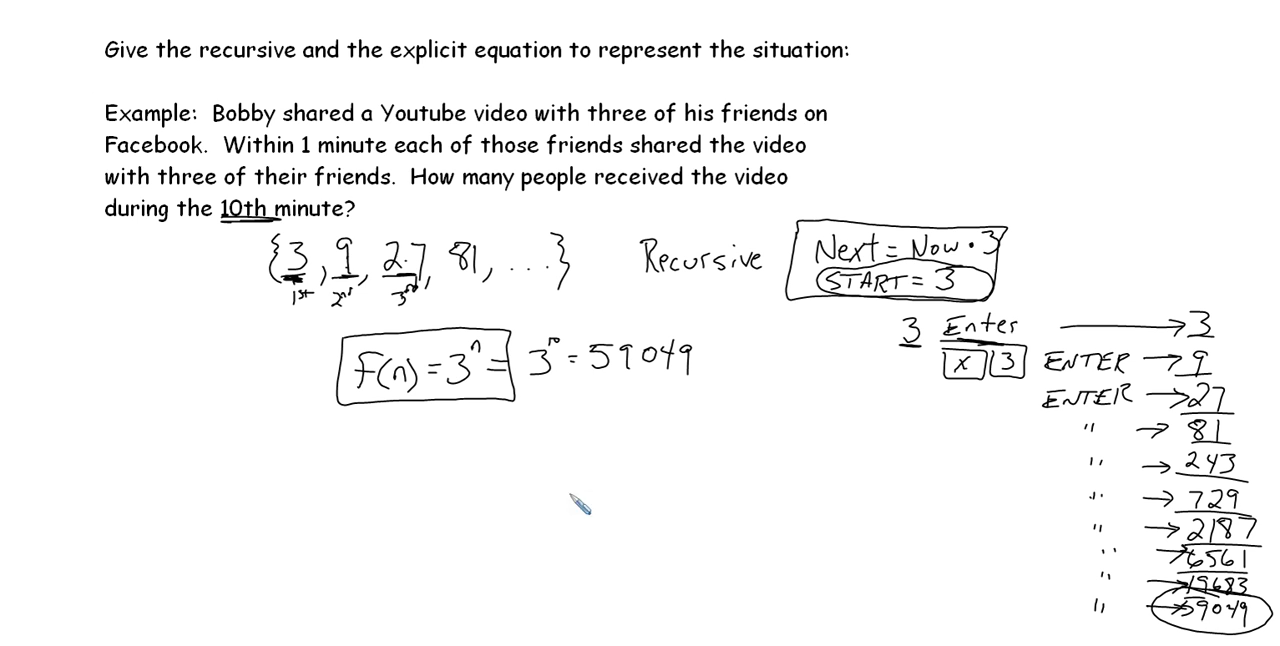 Give the recursive and the explicit equation to represent the situation:
Example: Bobby shared a Youtube video with three of his friends on
Facebook. Within 1 minute each of those friends shared the video
with three of their friends. How many people received the video
during the 10th minute?
{3, 9, 27, 81, ...}
1st 2nd 3rd
Recursive
Next = Now · 3
START = 3
f(n) = 3ⁿ = 3¹⁰ = 59049
3 Enter → 3
x 3 ENTER → 9
ENTER → 27
" → 81
" → 243
" → 729
" → 2187
" → 6561
" → 19683
" → 59049